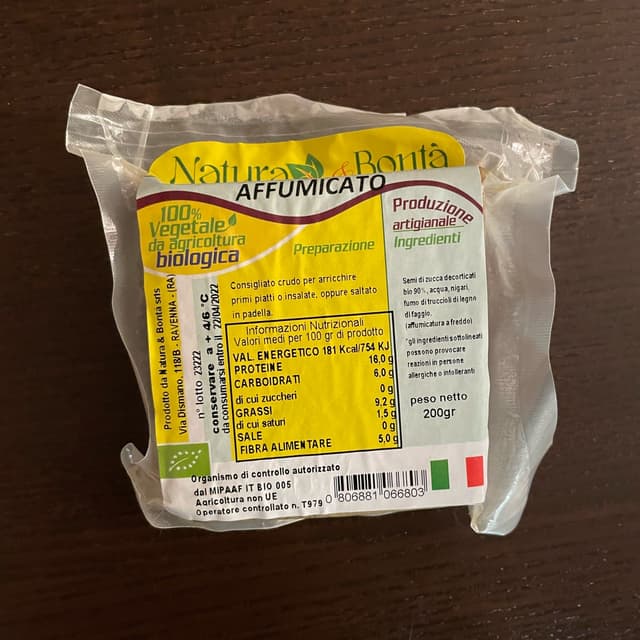 Natura & Bontà
AFFUMICATO
100%
Vegetale
da agricoltura
biologica
Preparazione
Consigliato crudo per arricchire
primi piatti o insalate, oppure saltato
in padella.
Produzione
artigianale
Ingredienti
Semi di zucca decorticati
bio 90%, acqua, nigari,
fumo di truccioli di legno
di faggio.
(affumicatura a freddo)
*gli ingredienti sottolineati
possono provocare
reazioni in persone
allergiche o intolleranti
peso netto
200gr
Prodotto da Natura & Bontà srls
Via Dismano, 118/B - RAVENNA - (RA)
n° lotto 23222
conservare a + 4/6 °C
da consumarsi entro il 22/04/2022
Informazioni Nutrizionali
Valori medi per 100 gr di prodotto
VAL. ENERGETICO 181 Kcal/754 KJ
PROTEINE 16,0 g
CARBOIDRATI 6,0 g
di cui zuccheri 0 g
GRASSI 9,2 g
di cui saturi 1,5 g
SALE 0 g
FIBRA ALIMENTARE 5,0 g
Organismo di controllo autorizzato
dal MIPAAF IT BIO 005
Agricoltura non UE
Operatore controllato n. T979
0 806881 066803